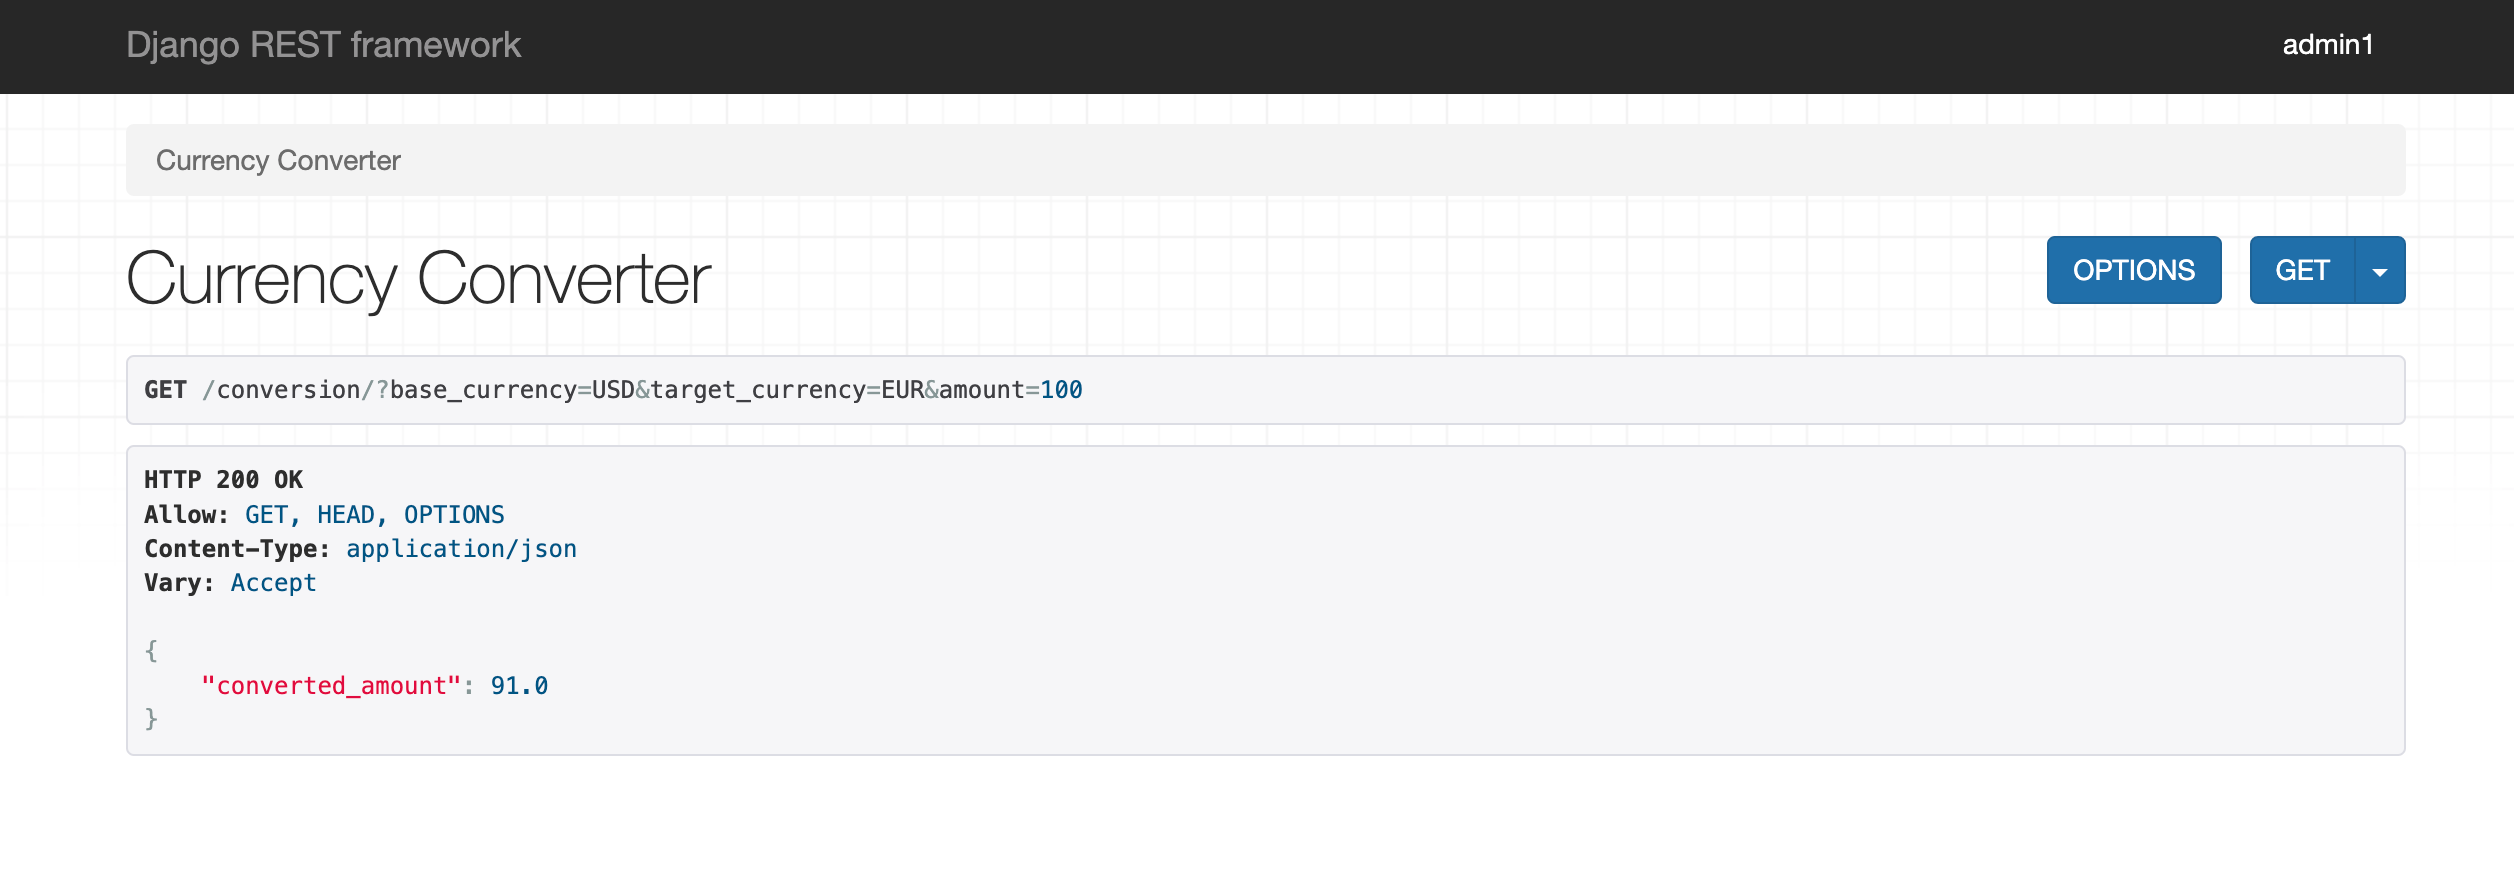 Django REST framework
admin1
Currency Converter
Currency Converter
OPTIONS
GET
GET /conversion/?base_currency=USD&target_currency=EUR&amount=100
HTTP 200 OK
Allow: GET, HEAD, OPTIONS
Content-Type: application/json
Vary: Accept
{
    "converted_amount": 91.0
}